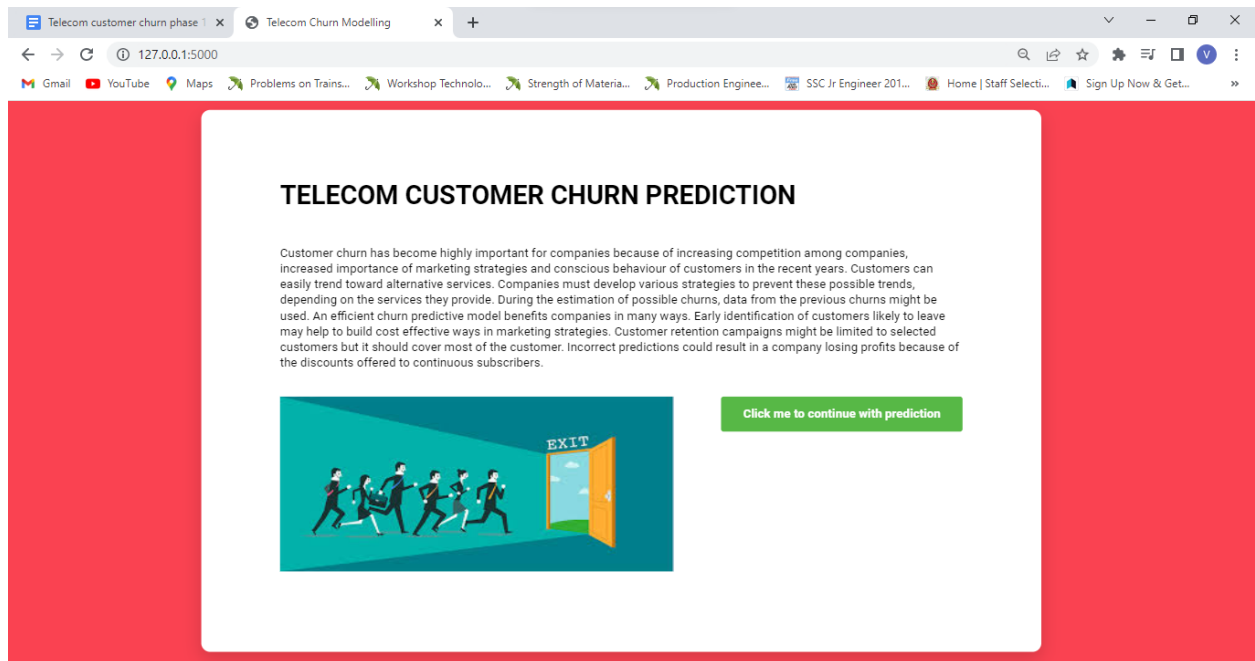 Telecom customer churn phase 1
Telecom Churn Modelling
127.0.0.1:5000
V
Gmail
YouTube
Maps
Problems on Trains...
Workshop Technolo...
Strength of Materia...
Production Enginee...
SSC Jr Engineer 201...
Home | Staff Selecti...
Sign Up Now & Get...
»
TELECOM CUSTOMER CHURN PREDICTION
Customer churn has become highly important for companies because of increasing competition among companies,
increased importance of marketing strategies and conscious behaviour of customers in the recent years. Customers can
easily trend toward alternative services. Companies must develop various strategies to prevent these possible trends,
depending on the services they provide. During the estimation of possible churns, data from the previous churns might be
used. An efficient churn predictive model benefits companies in many ways. Early identification of customers likely to leave
may help to build cost effective ways in marketing strategies. Customer retention campaigns might be limited to selected
customers but it should cover most of the customer. Incorrect predictions could result in a company losing profits because of
the discounts offered to continuous subscribers.
EXIT
Click me to continue with prediction